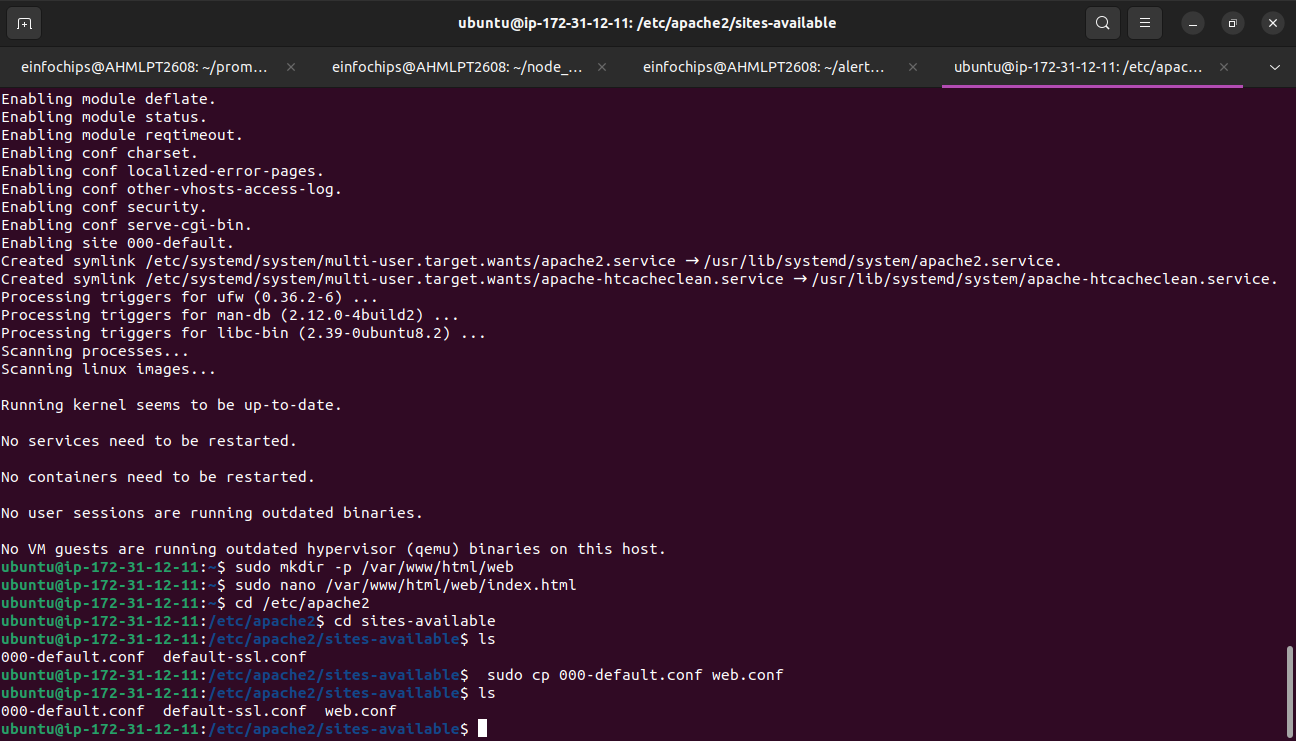 ubuntu@ip-172-31-12-11: /etc/apache2/sites-available
einfochips@AHMLPT2608: ~/prom... einfochips@AHMLPT2608: ~/node_... einfochips@AHMLPT2608: ~/alert... ubuntu@ip-172-31-12-11: /etc/apac...
Enabling module deflate.
Enabling module status.
Enabling module reqtimeout.
Enabling conf charset.
Enabling conf localized-error-pages.
Enabling conf other-vhosts-access-log.
Enabling conf security.
Enabling conf serve-cgi-bin.
Enabling site 000-default.
Created symlink /etc/systemd/system/multi-user.target.wants/apache2.service → /usr/lib/systemd/system/apache2.service.
Created symlink /etc/systemd/system/multi-user.target.wants/apache-htcacheclean.service → /usr/lib/systemd/system/apache-htcacheclean.service.
Processing triggers for ufw (0.36.2-6) ...
Processing triggers for man-db (2.12.0-4build2) ...
Processing triggers for libc-bin (2.39-0ubuntu8.2) ...
Scanning processes...
Scanning linux images...
Running kernel seems to be up-to-date.
No services need to be restarted.
No containers need to be restarted.
No user sessions are running outdated binaries.
No VM guests are running outdated hypervisor (qemu) binaries on this host.
ubuntu@ip-172-31-12-11:~$ sudo mkdir -p /var/www/html/web
ubuntu@ip-172-31-12-11:~$ sudo nano /var/www/html/web/index.html
ubuntu@ip-172-31-12-11:~$ cd /etc/apache2
ubuntu@ip-172-31-12-11:/etc/apache2$ cd sites-available
ubuntu@ip-172-31-12-11:/etc/apache2/sites-available$ ls
000-default.conf  default-ssl.conf
ubuntu@ip-172-31-12-11:/etc/apache2/sites-available$  sudo cp 000-default.conf web.conf
ubuntu@ip-172-31-12-11:/etc/apache2/sites-available$ ls
000-default.conf  default-ssl.conf  web.conf
ubuntu@ip-172-31-12-11:/etc/apache2/sites-available$